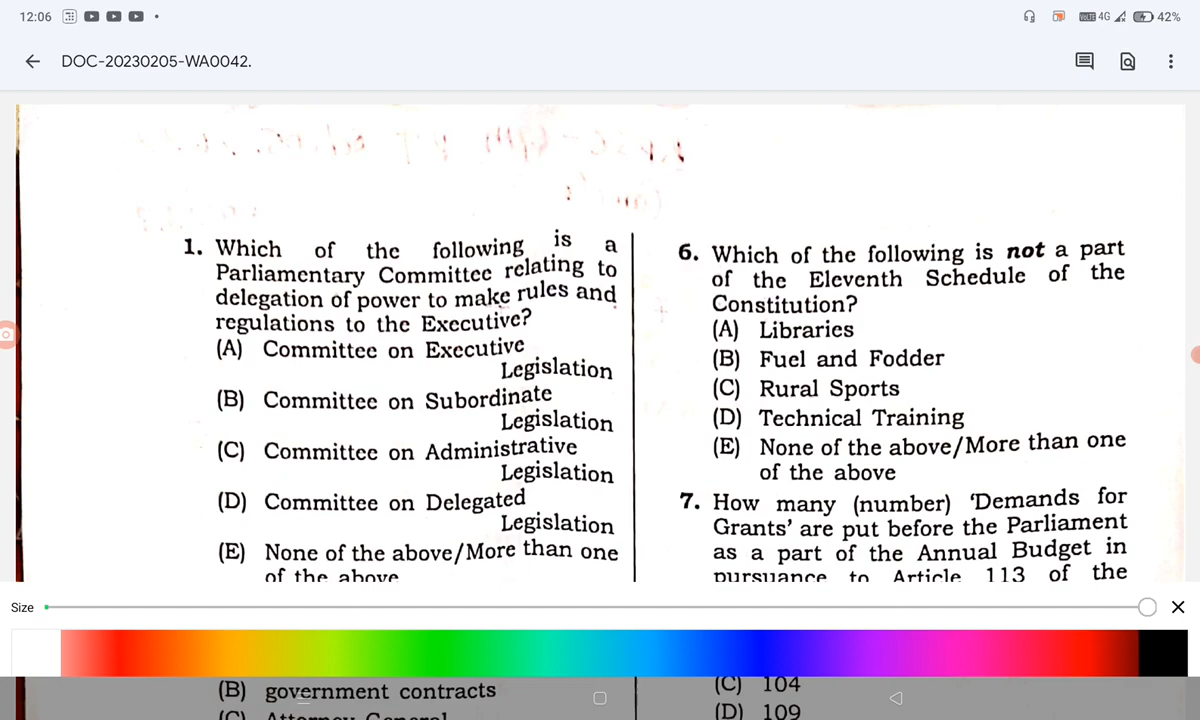 12:06
VOLTE 4G 42%
DOC-20230205-WA0042.
1. Which of the following is a
Parliamentary Committee relating to
delegation of power to make rules and
regulations to the Executive?
(A) Committee on Executive
Legislation
(B) Committee on Subordinate
Legislation
(C) Committee on Administrative
Legislation
(D) Committee on Delegated
Legislation
(E) None of the above/More than one
of the above
6. Which of the following is not a part
of the Eleventh Schedule of the
Constitution?
(A) Libraries
(B) Fuel and Fodder
(C) Rural Sports
(D) Technical Training
(E) None of the above/More than one
of the above
7. How many (number) ‘Demands for
Grants’ are put before the Parliament
as a part of the Annual Budget in
pursuance to Article 113 of the
Size
(B) government contracts
(C) Attorney General
(C) 104
(D) 109